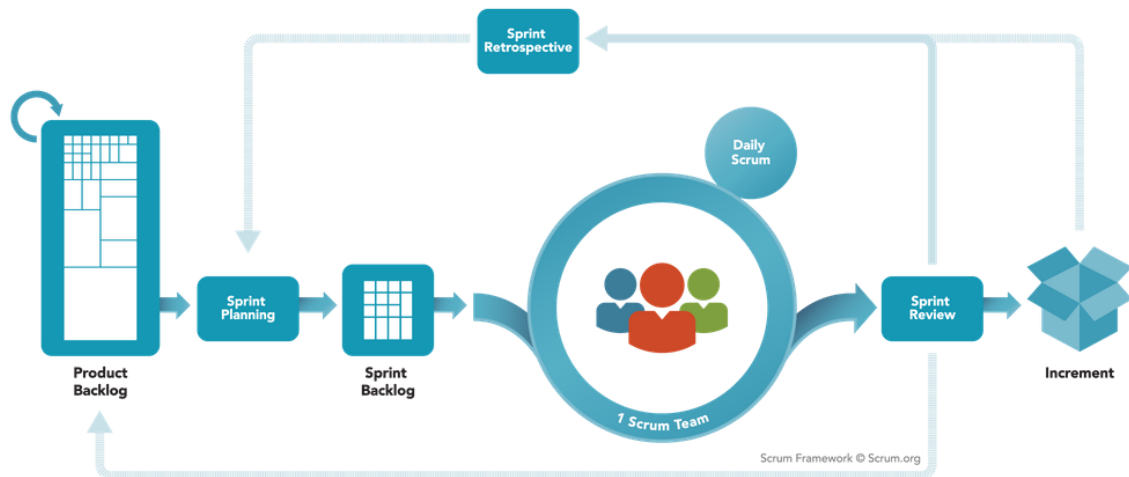 Sprint
Retrospective
Daily
Scrum
Sprint
Planning
Sprint
Review
Product
Backlog
Sprint
Backlog
Increment
1 Scrum Team
Scrum Framework © Scrum.org